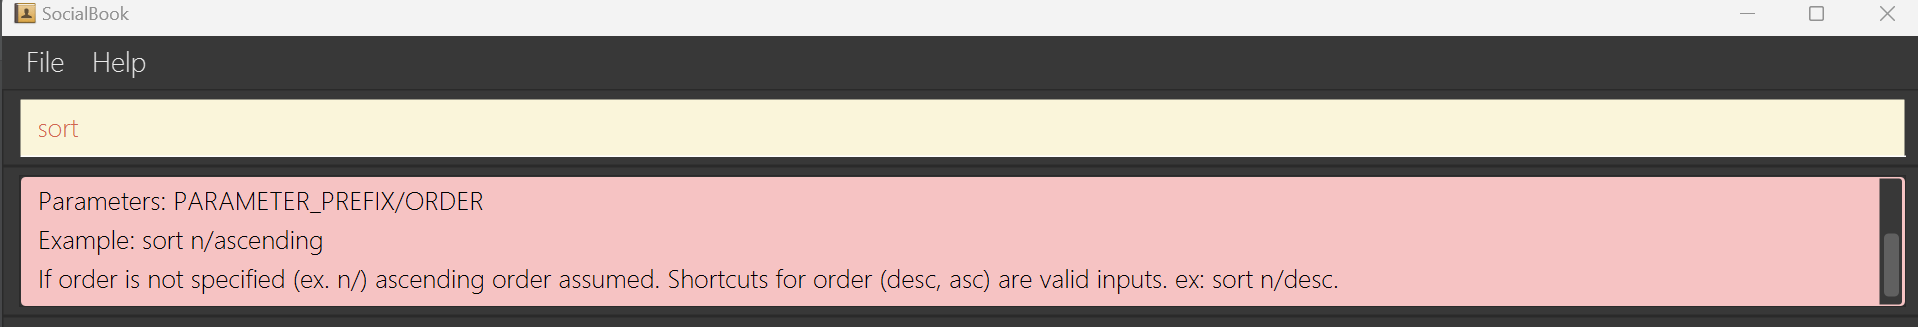 SocialBook
File Help
sort
Parameters: PARAMETER_PREFIX/ORDER
Example: sort n/ascending
If order is not specified (ex. n/) ascending order assumed. Shortcuts for order (desc, asc) are valid inputs. ex: sort n/desc.